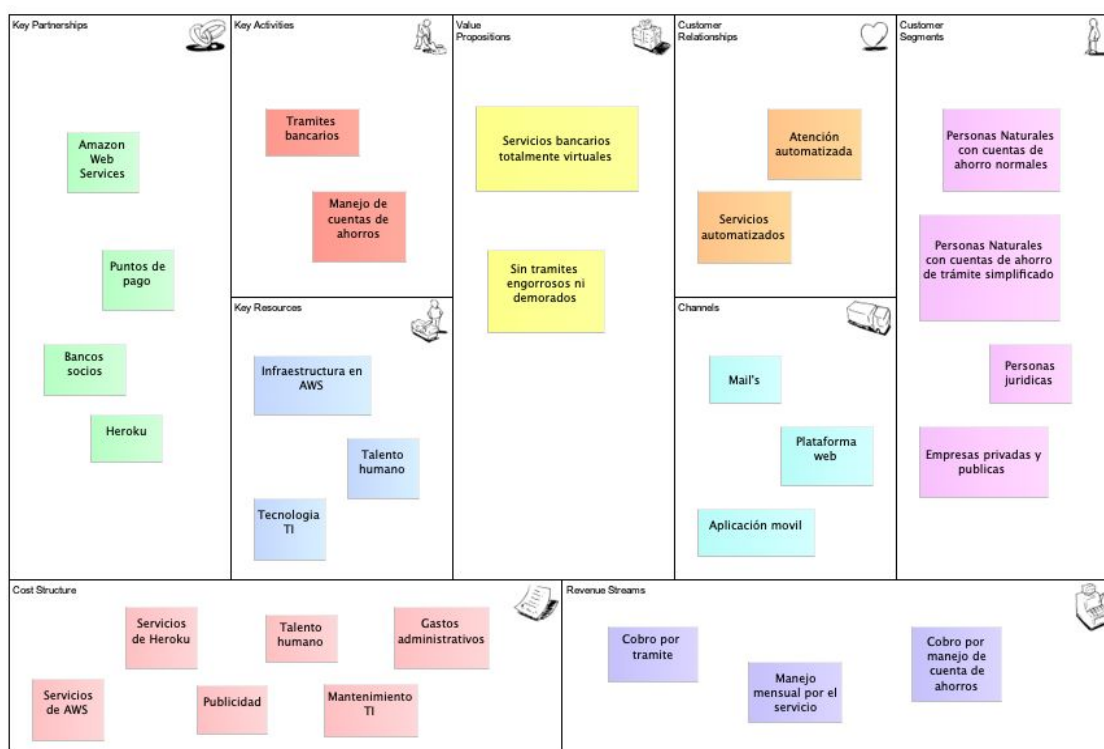 Key Partnerships
Amazon
Web
Services
Puntos de
pago
Bancos
socios
Heroku
Key Activities
Tramites
bancarios
Manejo de
cuentas de
ahorros
Key Resources
Infraestructura en
AWS
Talento
humano
Tecnologia
TI
Value
Propositions
Servicios bancarios
totalmente virtuales
Sin tramites
engorrosos ni
demorados
Customer
Relationships
Atención
automatizada
Servicios
automatizados
Channels
Mail's
Plataforma
web
Aplicación movil
Customer
Segments
Personas Naturales
con cuentas de
ahorro normales
Personas Naturales
con cuentas de ahorro
de trámite simplificado
Personas
juridicas
Empresas privadas y
publicas
Cost Structure
Servicios
de Heroku
Talento
humano
Gastos
administrativos
Servicios
de AWS
Publicidad
Mantenimiento
TI
Revenue Streams
Cobro por
tramite
Manejo
mensual por el
servicio
Cobro por
manejo de
cuenta de
ahorros